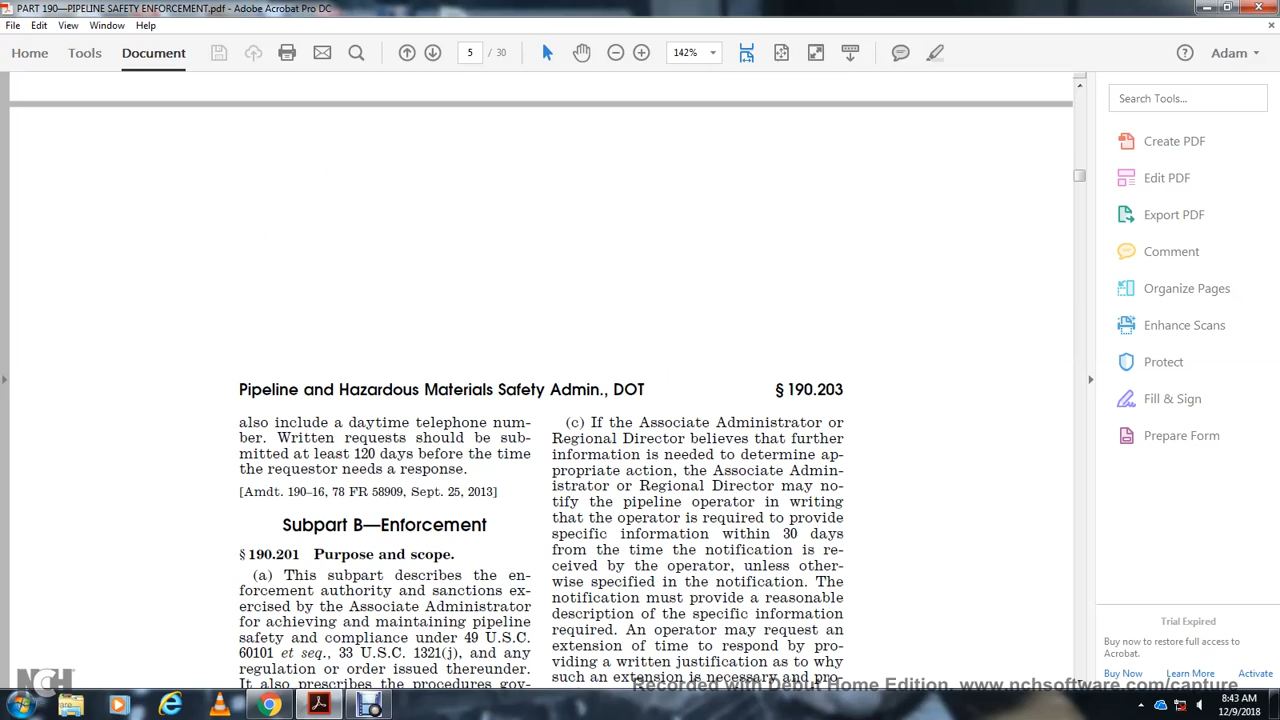 PART 190—PIPELINE SAFETY ENFORCEMENT.pdf - Adobe Acrobat Pro DC
File Edit View Window Help
Home Tools Document 5 / 30 142% Adam
Search Tools...
Create PDF
Edit PDF
Export PDF
Comment
Organize Pages
Enhance Scans
Protect
Fill & Sign
Prepare Form
Pipeline and Hazardous Materials Safety Admin., DOT § 190.203
also include a daytime telephone num-
ber. Written requests should be sub-
mitted at least 120 days before the time
the requestor needs a response.
[Amdt. 190–16, 78 FR 58909, Sept. 25, 2013]
Subpart B—Enforcement
§ 190.201 Purpose and scope.
(a) This subpart describes the en-
forcement authority and sanctions ex-
ercised by the Associate Administrator
for achieving and maintaining pipeline
safety and compliance under 49 U.S.C.
60101 et seq., 33 U.S.C. 1321(j), and any
regulation or order issued thereunder.
It also prescribes the procedures gov-
(c) If the Associate Administrator or
Regional Director believes that further
information is needed to determine ap-
propriate action, the Associate Admin-
istrator or Regional Director may no-
tify the pipeline operator in writing
that the operator is required to provide
specific information within 30 days
from the time the notification is re-
ceived by the operator, unless other-
wise specified in the notification. The
notification must provide a reasonable
description of the specific information
required. An operator may request an
extension of time to respond by pro-
viding a written justification as to why
such an extension is necessary and pro-
Trial Expired
Buy now to restore full access to
Acrobat.
Buy Now Learn More Activate
NCH
Recorded with Debut Home Edition. www.nchsoftware.com/capture
8:43 AM
12/9/2018